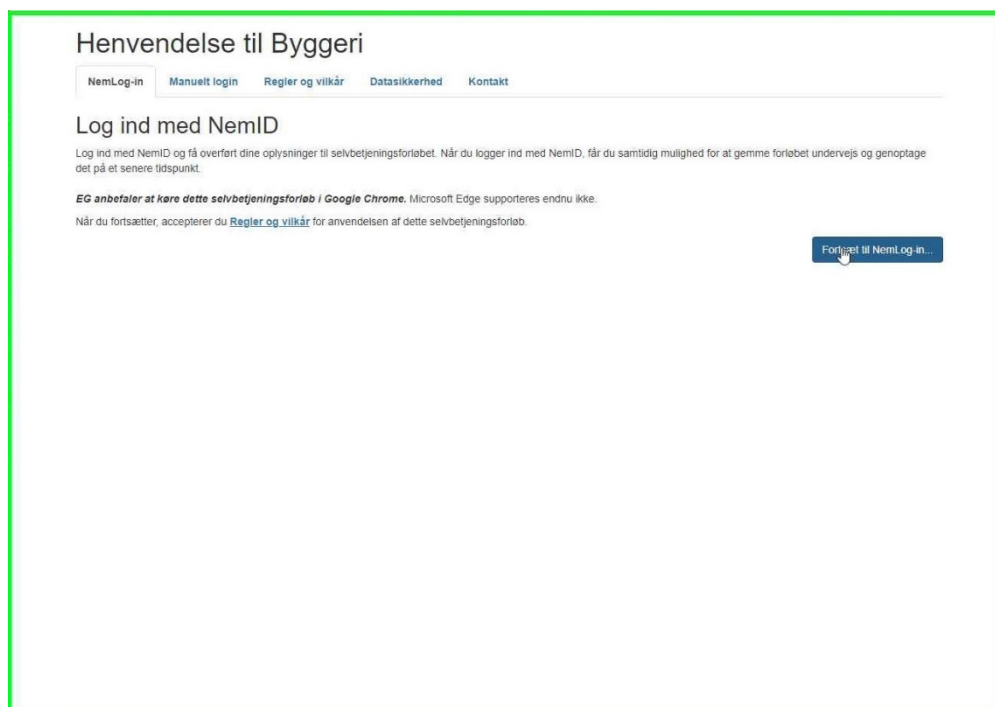 Henvendelse til Byggeri
NemLog-in Manuelt login Regler og vilkår Datasikkerhed Kontakt
Log ind med NemID
Log ind med NemID og få overført dine oplysninger til selvbetjeningsforløbet. Når du logger ind med NemID, får du samtidig mulighed for at gemme forløbet undervejs og genoptage
det på et senere tidspunkt.
EG anbefaler at køre dette selvbetjeningsforløb i Google Chrome. Microsoft Edge supporteres endnu ikke.
Når du fortsætter, accepterer du Regler og vilkår for anvendelsen af dette selvbetjeningsforløb.
Fortsæt til NemLog-in...